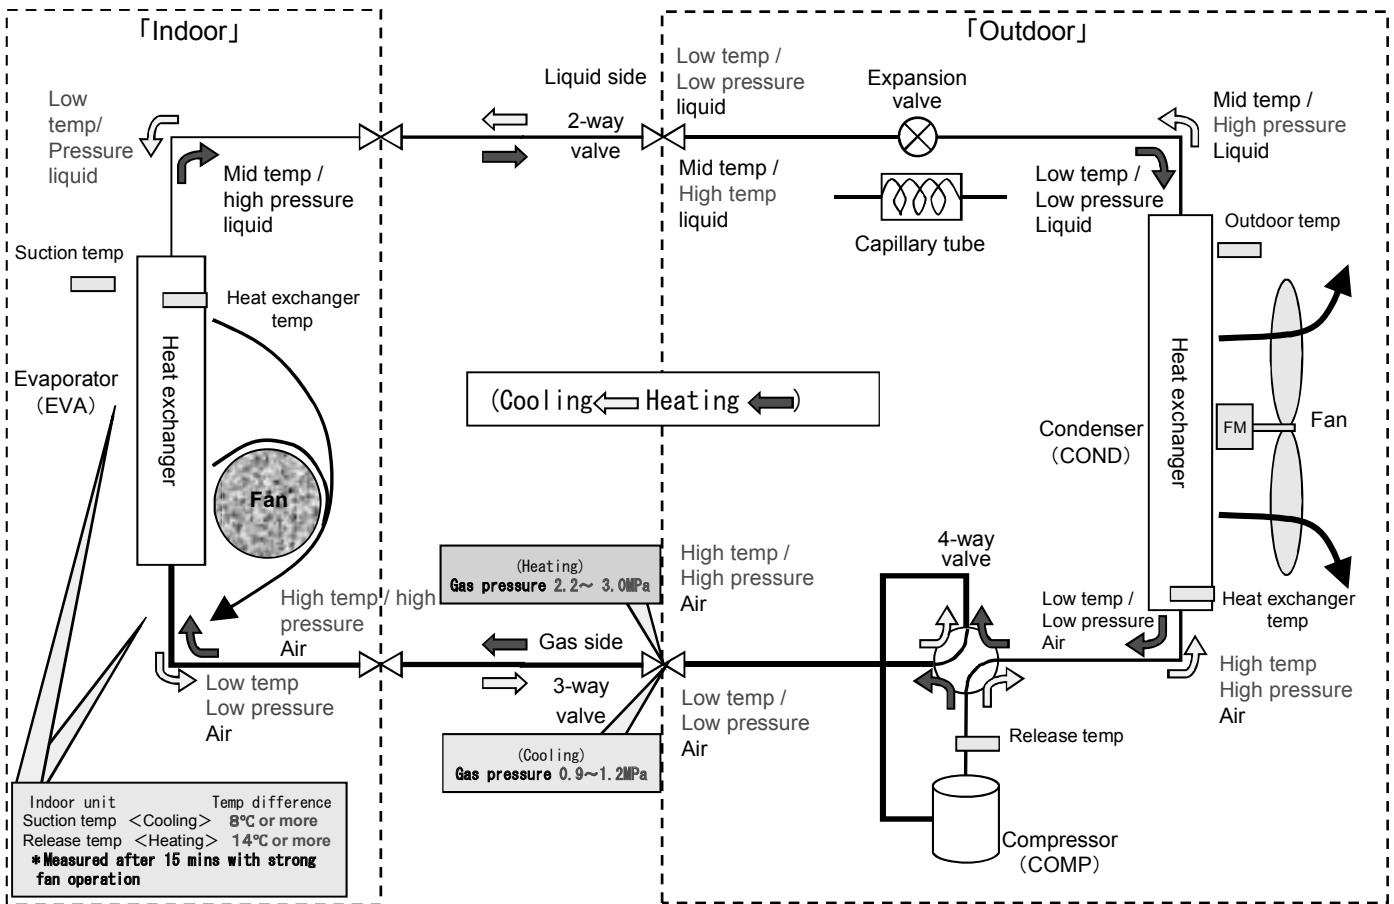 「Indoor」
Low
temp/
Pressure
liquid
Mid temp /
high pressure
liquid
Suction temp
Heat exchanger
temp
Heat exchanger
Evaporator
(EVA)
Fan
High temp / high
pressure
Air
Low temp
Low pressure
Air
Indoor unit Temp difference
Suction temp <Cooling> 8℃ or more
Release temp <Heating> 14℃ or more
*Measured after 15 mins with strong
fan operation
Liquid side
2-way
valve
(Cooling Heating )
(Heating)
Gas pressure 2.2～ 3.0MPa
Gas side
3-way
valve
(Cooling)
Gas pressure 0.9～1.2MPa
「Outdoor」
Low temp /
Low pressure
liquid
Mid temp /
High temp
liquid
Expansion
valve
Capillary tube
Mid temp /
High pressure
Liquid
Low temp /
Low pressure
Liquid
Outdoor temp
Heat exchanger
Condenser
(COND)
FM
Fan
4-way
valve
High temp /
High pressure
Air
Low temp /
Low pressure
Air
Low temp /
Low pressure
Air
Heat exchanger
temp
High temp
High pressure
Air
Release temp
Compressor
(COMP)